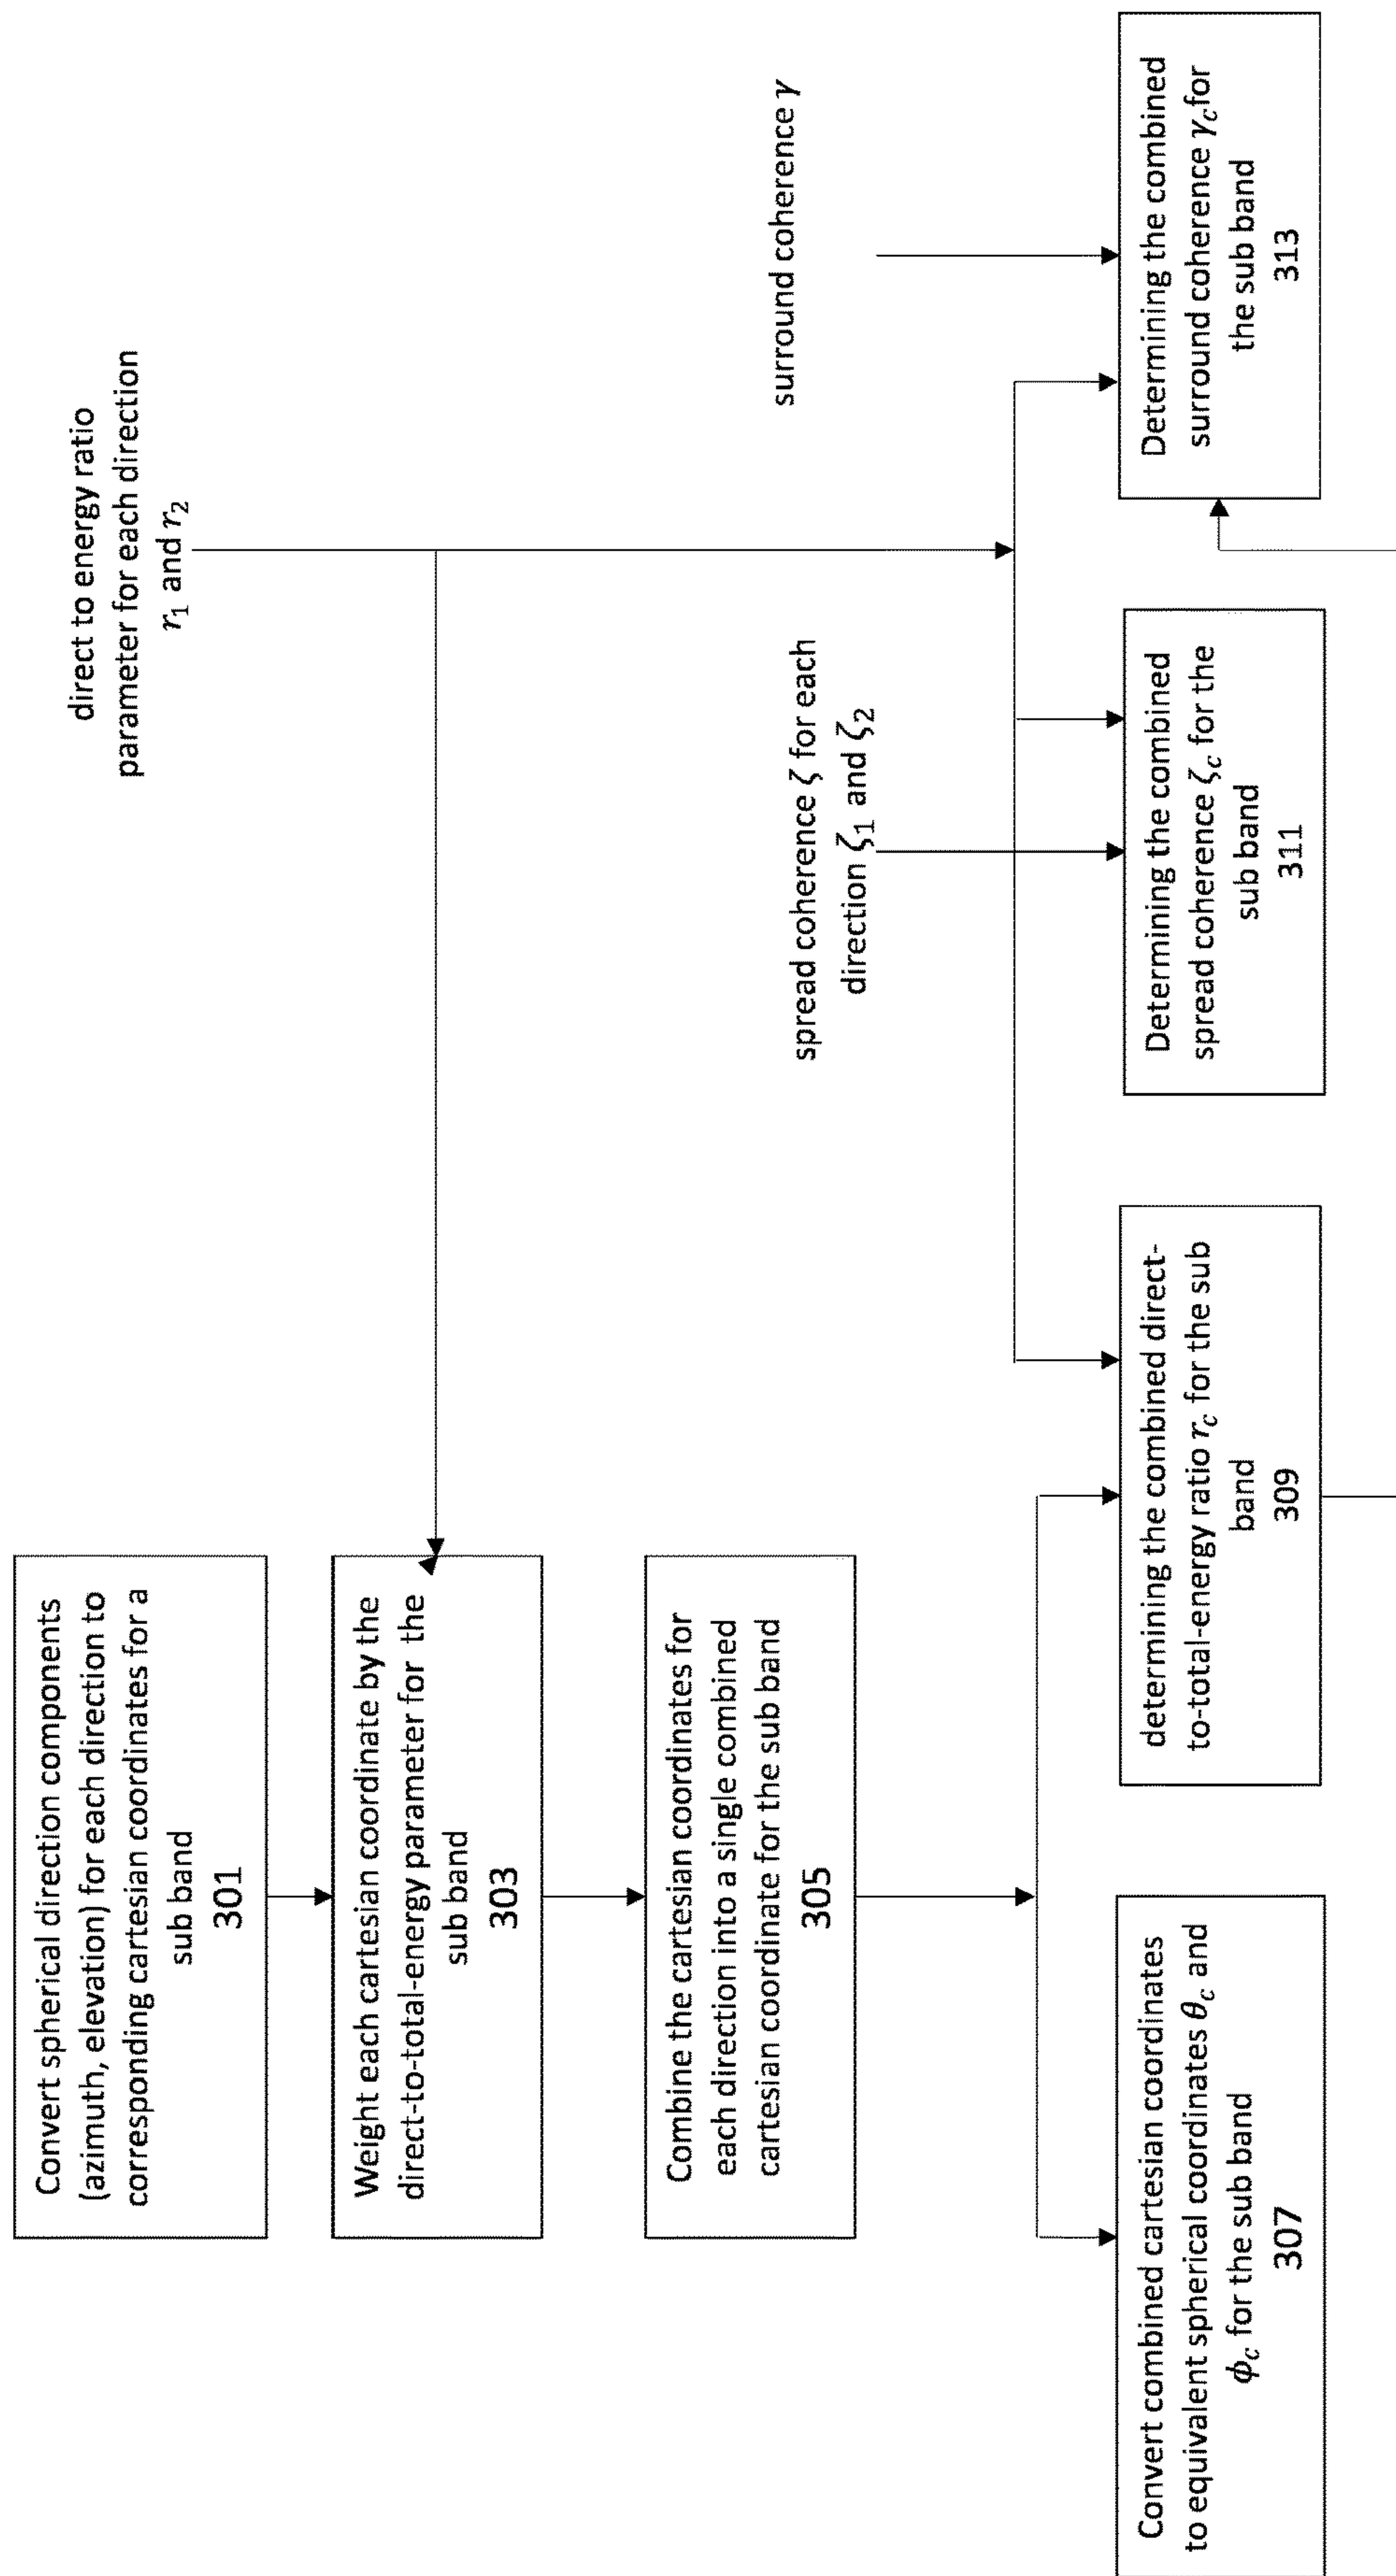 direct to energy ratio
parameter for each direction
r₁ and r₂
Convert spherical direction components
(azimuth, elevation) for each direction to
corresponding cartesian coordinates for a
sub band
301
Weight each cartesian coordinate by the
direct-to-total-energy parameter for the
sub band
303
Combine the cartesian coordinates for
each direction into a single combined
cartesian coordinate for the sub band
305
spread coherence ζ for each
direction ζ₁ and ζ₂
surround coherence γ
Convert combined cartesian coordinates
to equivalent spherical coordinates θ_c and
ϕ_c for the sub band
307
determining the combined direct-
to-total-energy ratio r_c for the sub
band
309
Determining the combined
spread coherence ζ_c for the
sub band
311
Determining the combined
surround coherence γ_c for
the sub band
313